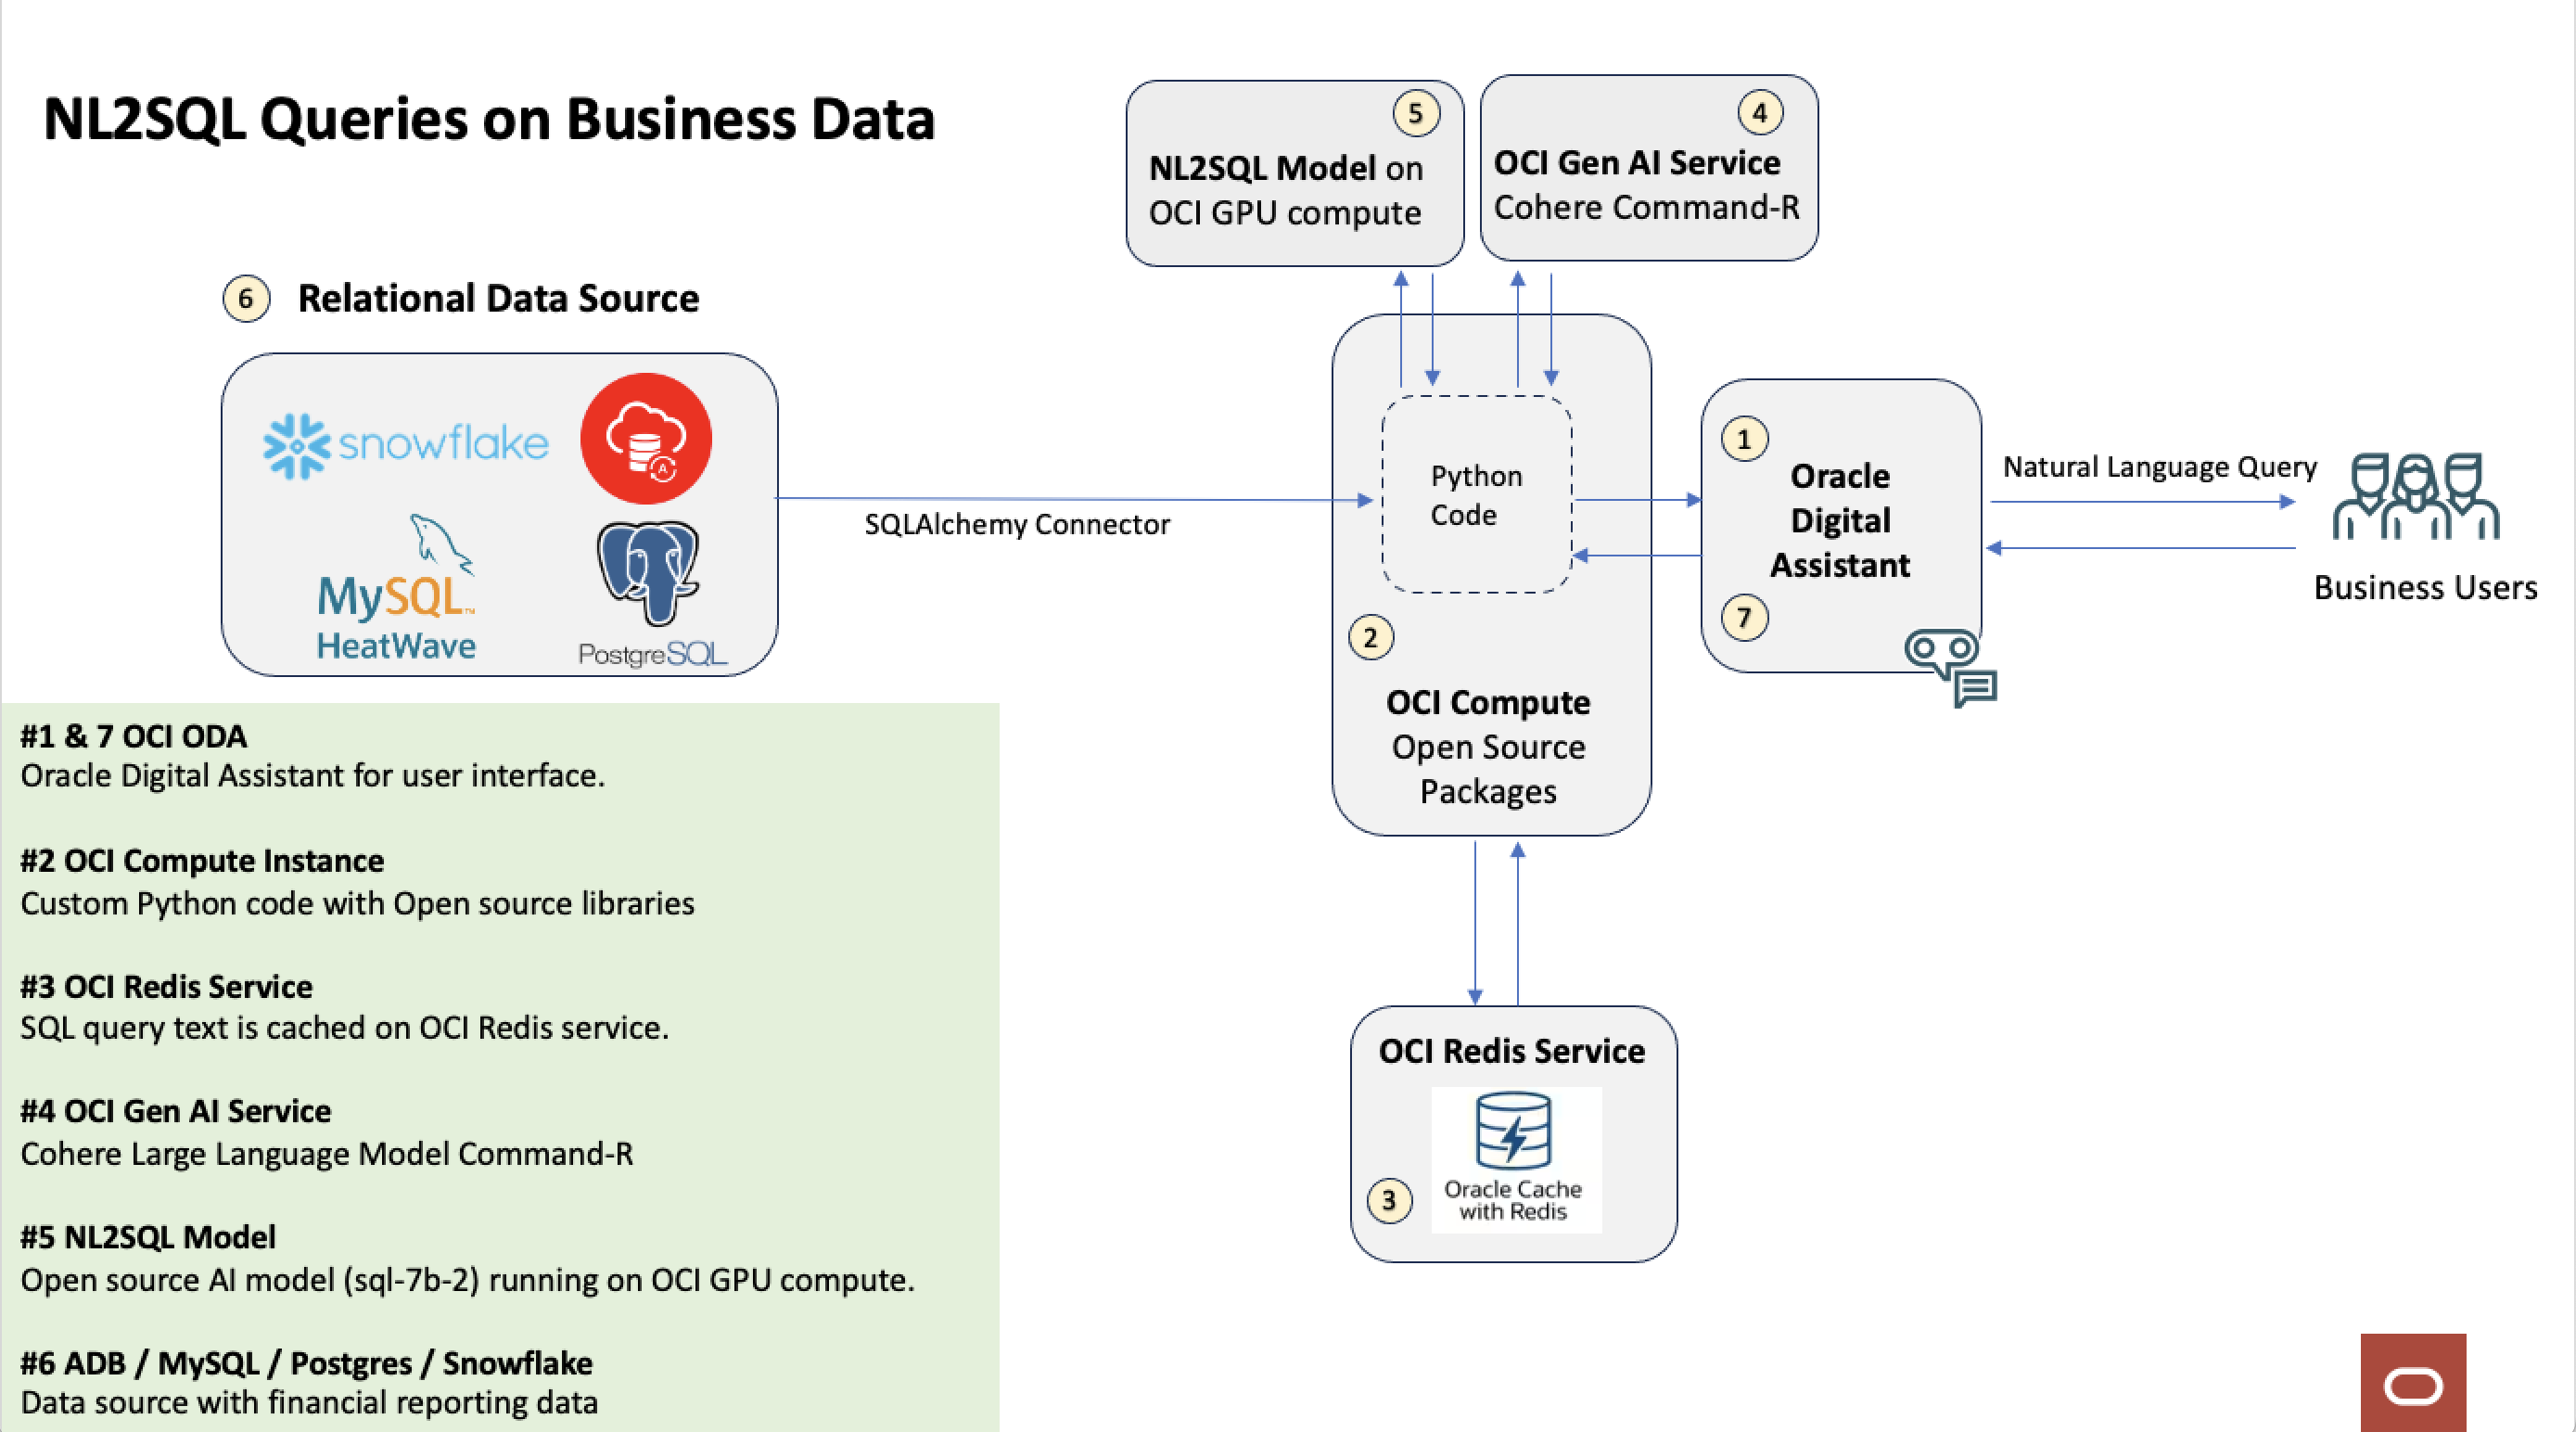 NL2SQL Queries on Business Data
5
NL2SQL Model on
OCI GPU compute
4
OCI Gen AI Service
Cohere Command-R
6
Relational Data Source
snowflake
A
MySQL™
HeatWave
PostgreSQL
SQLAlchemy Connector
Python
Code
2
OCI Compute
Open Source
Packages
1
Oracle
Digital
Assistant
7
Natural Language Query
Business Users
OCI Redis Service
Oracle Cache
with Redis
3
#1 & 7 OCI ODA
Oracle Digital Assistant for user interface.
#2 OCI Compute Instance
Custom Python code with Open source libraries
#3 OCI Redis Service
SQL query text is cached on OCI Redis service.
#4 OCI Gen AI Service
Cohere Large Language Model Command-R
#5 NL2SQL Model
Open source AI model (sql-7b-2) running on OCI GPU compute.
#6 ADB / MySQL / Postgres / Snowflake
Data source with financial reporting data